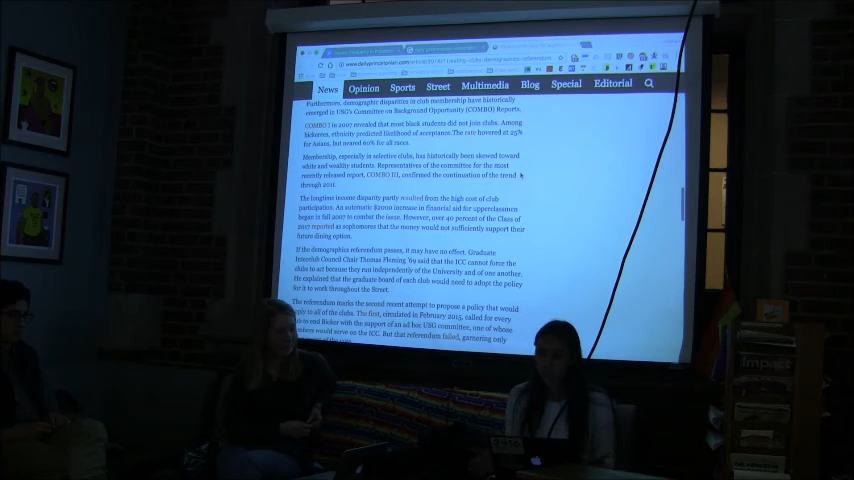 www.dailyprincetonian.com
News Opinion Sports Street Multimedia Blog Special Editorial
Furthermore, demographic disparities in club membership have historically
emerged in USG's Committee on Background Opportunity (COMBO) Reports.
COMBO I in 2007 revealed that most black students did not join clubs. Among
bickerees, ethnicity predicted likelihood of acceptance. The rate hovered at 25%
for Asians, but neared 60% for all races.
Membership, especially in selective clubs, has historically been skewed toward
white and wealthy students. Representatives of the committee for the most
recently released report, COMBO III, confirmed the continuation of the trend
through 2011.
The longtime income disparity partly resulted from the high cost of club
participation. An automatic $2000 increase in financial aid for upperclassmen
began in fall 2007 to combat the issue. However, over 40 percent of the Class of
2017 reported as sophomores that the money would not sufficiently support their
future dining option.
If the demographics referendum passes, it may have no effect. Graduate
Interclub Council Chair Thomas Fleming '69 said that the ICC cannot force the
clubs to act because they run independently of the University and of one another.
He explained that the graduate board of each club would need to adopt the policy
for it to work throughout the Street.
The referendum marks the second recent attempt to propose a policy that would
apply to all of the clubs. The first, circulated in February 2015, called for every
to end Bicker with the support of an ad hoc USG committee, one of whose
would serve on the ICC. But that referendum failed, garnering only
Impact